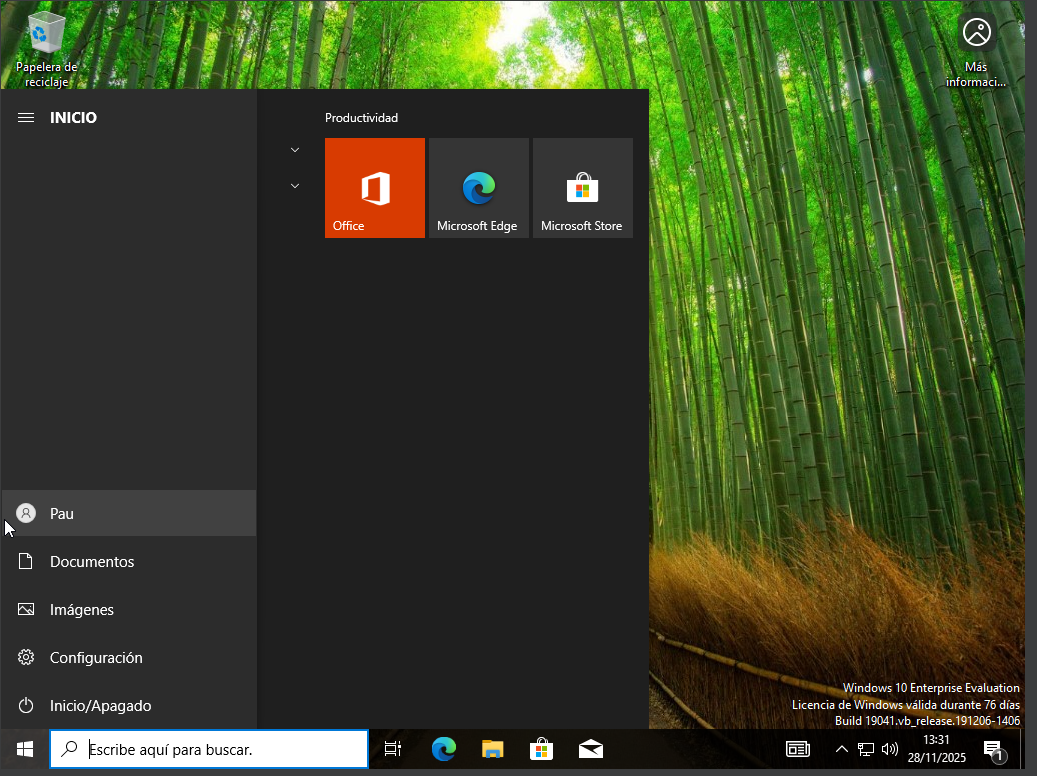 Papelera de
reciclaje
Más
informaci...
INICIO
Productividad
Office
Microsoft Edge
Microsoft Store
Pau
Documentos
Imágenes
Configuración
Inicio/Apagado
Windows 10 Enterprise Evaluation
Licencia de Windows válida durante 76 días
Build 19041.vb_release.191206-1406
Escribe aquí para buscar.
13:31
28/11/2025
1